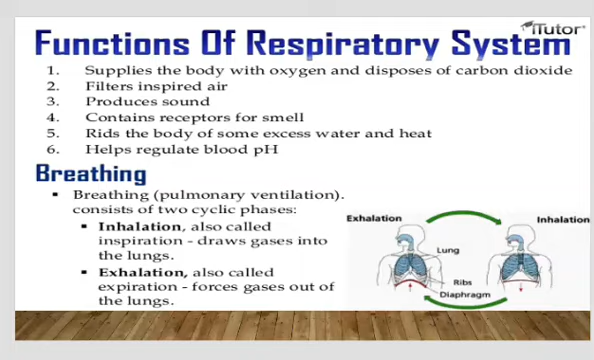 iTutor
Functions Of Respiratory System
1. Supplies the body with oxygen and disposes of carbon dioxide
2. Filters inspired air
3. Produces sound
4. Contains receptors for smell
5. Rids the body of some excess water and heat
6. Helps regulate blood pH
Breathing
▪ Breathing (pulmonary ventilation).
consists of two cyclic phases:
▪ Inhalation, also called
inspiration - draws gases into
the lungs.
▪ Exhalation, also called
expiration - forces gases out of
the lungs.
Exhalation
Inhalation
Lung
Ribs
Diaphragm